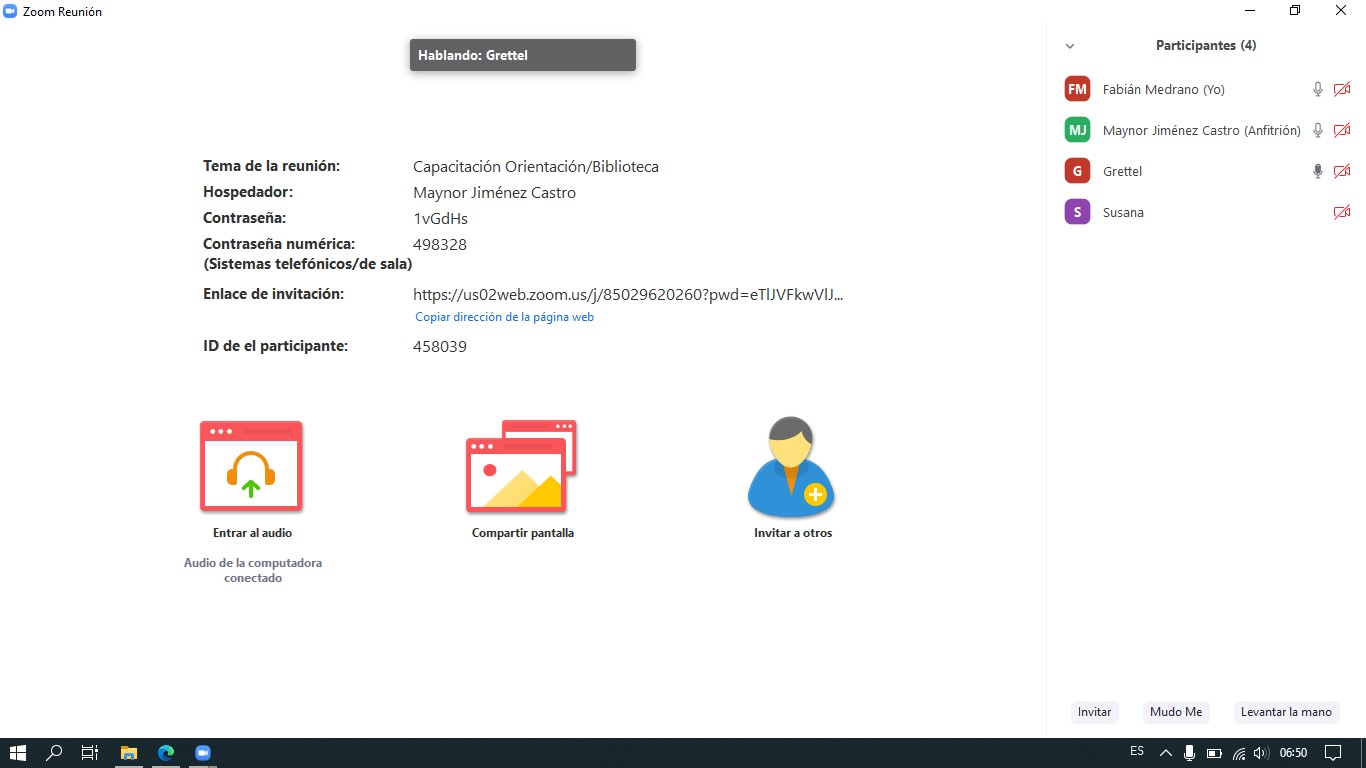 Zoom Reunión
Hablando: Grettel
Tema de la reunión: Capacitación Orientación/Biblioteca
Hospedador: Maynor Jiménez Castro
Contraseña: 1vGdHs
Contraseña numérica: 498328
(Sistemas telefónicos/de sala)
Enlace de invitación: https://us02web.zoom.us/j/85029620260?pwd=eTlJVFkwVlJ...
Copiar dirección de la página web
ID de el participante: 458039
Entrar al audio
Audio de la computadora
conectado
Compartir pantalla
Invitar a otros
Participantes (4)
FM Fabián Medrano (Yo)
MJ Maynor Jiménez Castro (Anfitrión)
G Grettel
S Susana
Invitar Mudo Me Levantar la mano
ES 06:50